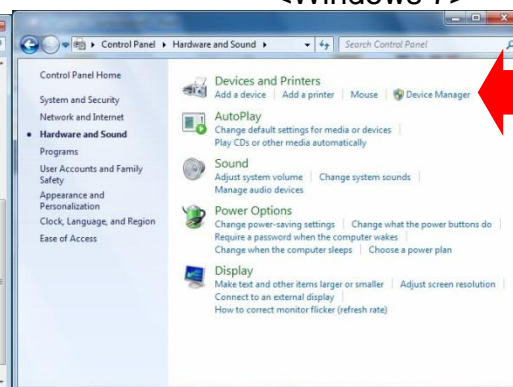 <Windows 7>
Control Panel ▸ Hardware and Sound ▸
Search Control Panel
Control Panel Home
System and Security
Network and Internet
Hardware and Sound
Programs
User Accounts and Family
Safety
Appearance and
Personalization
Clock, Language, and Region
Ease of Access
Devices and Printers
Add a device | Add a printer | Mouse | Device Manager
AutoPlay
Change default settings for media or devices
Play CDs or other media automatically
Sound
Adjust system volume | Change system sounds
Manage audio devices
Power Options
Change power-saving settings | Change what the power buttons do
Require a password when the computer wakes
Change when the computer sleeps | Choose a power plan
Display
Make text and other items larger or smaller | Adjust screen resolution
Connect to an external display
How to correct monitor flicker (refresh rate)